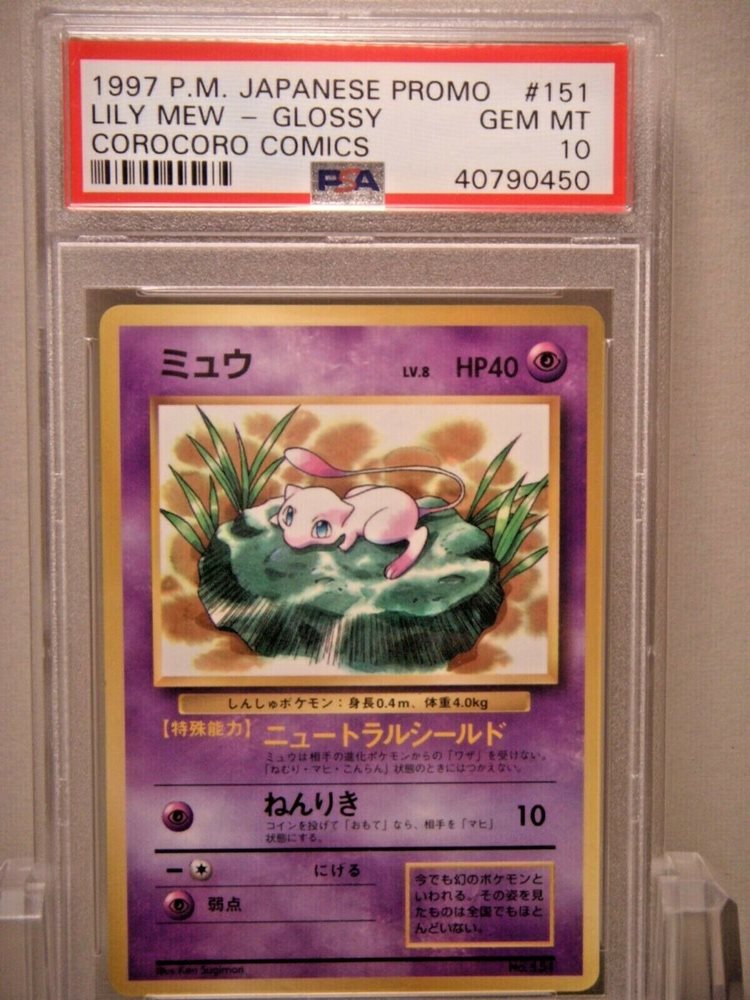 1997 P.M. JAPANESE PROMO #151
LILY MEW - GLOSSY GEM MT
COROCORO COMICS 10
PSA 40790450
ミュウ LV.8 HP40
しんしゅポケモン：身長0.4m、体重4.0kg
【特殊能力】ニュートラルシールド
ミュウは相手の進化ポケモンからの「ワザ」を受けない。
「ねむり・マヒ・こんらん」状態のときにはつかえない。
ねんりき 10
コインを投げて「おもて」なら、相手を「マヒ」
状態にする。
にげる
弱点
今でも幻のポケモンと
いわれる。その姿を見
たものは全国でもほと
んどいない。
Illus. Ken Sugimori No.151